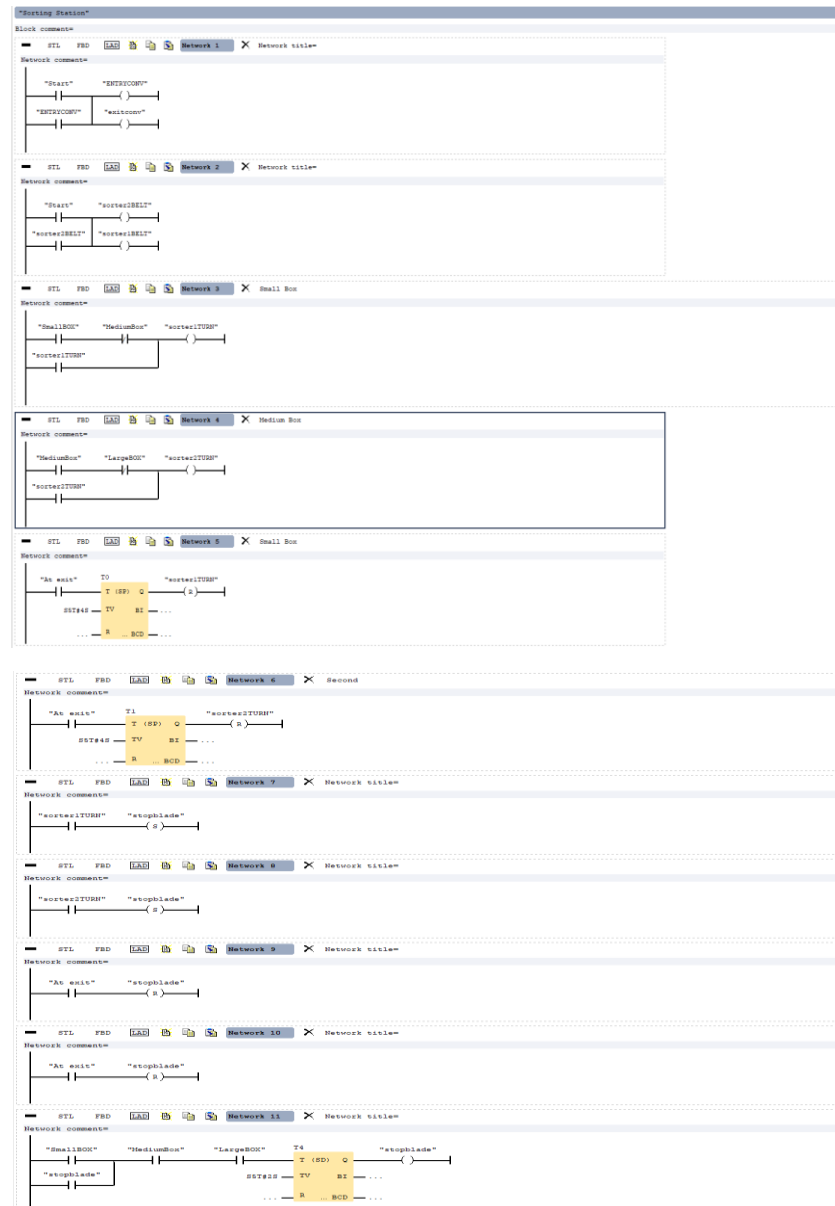 "Sorting Station"
Block comment=
STL FBD LAD Network 1 Network title=
Network comment=
"Start" "ENTRYCONV"
"ENTRYCONV" "exitconv"
STL FBD LAD Network 2 Network title=
Network comment=
"Start" "sorter2BELT"
"sorter2BELT" "sorter1BELT"
STL FBD LAD Network 3 Small Box
Network comment=
"SmallBOX" "MediumBox" "sorter1TURN"
"sorter1TURN"
STL FBD LAD Network 4 Medium Box
Network comment=
"MediumBox" "LargeBOX" "sorter2TURN"
"sorter2TURN"
STL FBD LAD Network 5 Small Box
Network comment=
"At exit" T0 "sorter1TURN"
T (SP) Q (R)
S5T#4S TV BI ...
... R ... BCD ...
STL FBD LAD Network 6 Second
Network comment=
"At exit" T1 "sorter2TURN"
T (SP) Q (R)
S5T#4S TV BI ...
... R ... BCD ...
STL FBD LAD Network 7 Network title=
Network comment=
"sorter1TURN" "stopblade"
(S)
STL FBD LAD Network 8 Network title=
Network comment=
"sorter2TURN" "stopblade"
(S)
STL FBD LAD Network 9 Network title=
Network comment=
"At exit" "stopblade"
(R)
STL FBD LAD Network 10 Network title=
Network comment=
"At exit" "stopblade"
(R)
STL FBD LAD Network 11 Network title=
Network comment=
"SmallBOX" "MediumBox" "LargeBOX" T4 "stopblade"
T (SD) Q ( )
"stopblade" S5T#2S TV BI ...
... R ... BCD ...